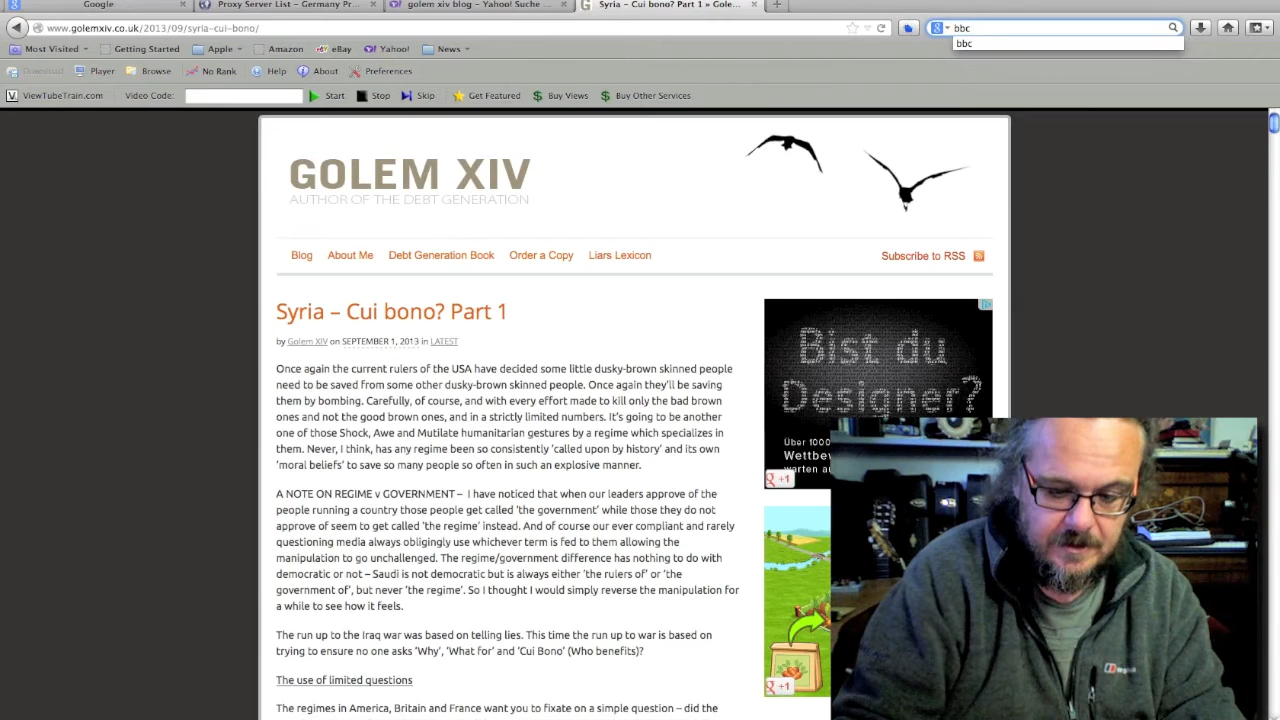 Google
Proxy Server List – Germany Pr...
golem xiv blog – Yahoo! Suche ...
Syria – Cui bono? Part 1 » Gole...
www.golemxiv.co.uk/2013/09/syria-cui-bono/
bbc
bbc
Most Visited
Getting Started
Apple
Amazon
eBay
Yahoo!
News
Download
Player
Browse
No Rank
Help
About
Preferences
ViewTubeTrain.com
Video Code:
Start
Stop
Skip
Get Featured
Buy Views
Buy Other Services
GOLEM XIV
AUTHOR OF THE DEBT GENERATION
Blog
About Me
Debt Generation Book
Order a Copy
Liars Lexicon
Subscribe to RSS
Syria – Cui bono? Part 1
by Golem XIV on SEPTEMBER 1, 2013 in LATEST
Once again the current rulers of the USA have decided some little dusky-brown skinned people
need to be saved from some other dusky-brown skinned people. Once again they'll be saving
them by bombing. Carefully, of course, and with every effort made to kill only the bad brown
ones and not the good brown ones, and in a strictly limited numbers. It's going to be another
one of those Shock, Awe and Mutilate humanitarian gestures by a regime which specializes in
them. Never, I think, has any regime been so consistently 'called upon by history' and its own
'moral beliefs' to save so many people so often in such an explosive manner.
A NOTE ON REGIME v GOVERNMENT – I have noticed that when our leaders approve of the
people running a country those people get called 'the government' while those they do not
approve of seem to get called 'the regime' instead. And of course our ever compliant and rarely
questioning media always obligingly use whichever term is fed to them allowing the
manipulation to go unchallenged. The regime/government difference has nothing to do with
democratic or not – Saudi is not democratic but is always either 'the rulers of' or 'the
government of', but never 'the regime'. So I thought I would simply reverse the manipulation for
a while to see how it feels.
The run up to the Iraq war was based on telling lies. This time the run up to war is based on
trying to ensure no one asks 'Why', 'What for' and 'Cui Bono' (Who benefits)?
The use of limited questions
The regimes in America, Britain and France want you to fixate on a simple question – did the
Bist du
Designer?
Über 1000
Wettbe
warten au
+1
+1